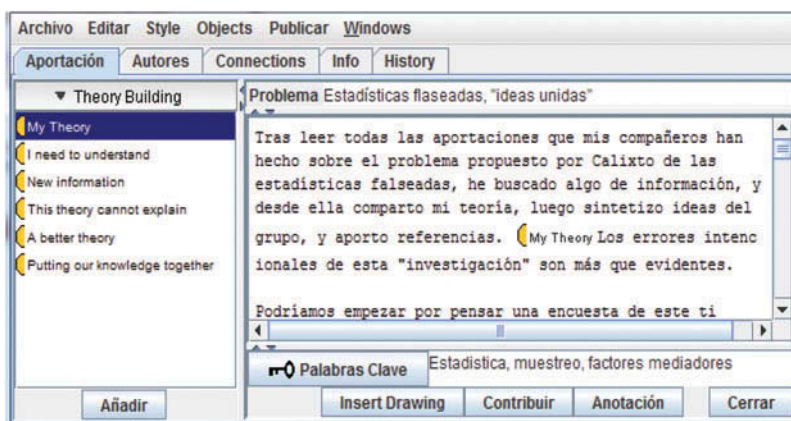 Archivo Editar Style Objects Publicar Windows
Aportación Autores Connections Info History
▼ Theory Building
My Theory
I need to understand
New information
This theory cannot explain
A better theory
Putting our knowledge together
Añadir
Problema Estadísticas flaseadas, "ideas unidas"
Tras leer todas las aportaciones que mis compañeros han
hecho sobre el problema propuesto por Calixto de las
estadísticas falseadas, he buscado algo de información, y
desde ella comparto mi teoría, luego sintetizo ideas del
grupo, y aporto referencias. My Theory Los errores intenc
ionales de esta "investigación" son más que evidentes.
Podríamos empezar por pensar una encuesta de este ti
Palabras Clave Estadistica, muestreo, factores mediadores
Insert Drawing Contribuir Anotación Cerrar